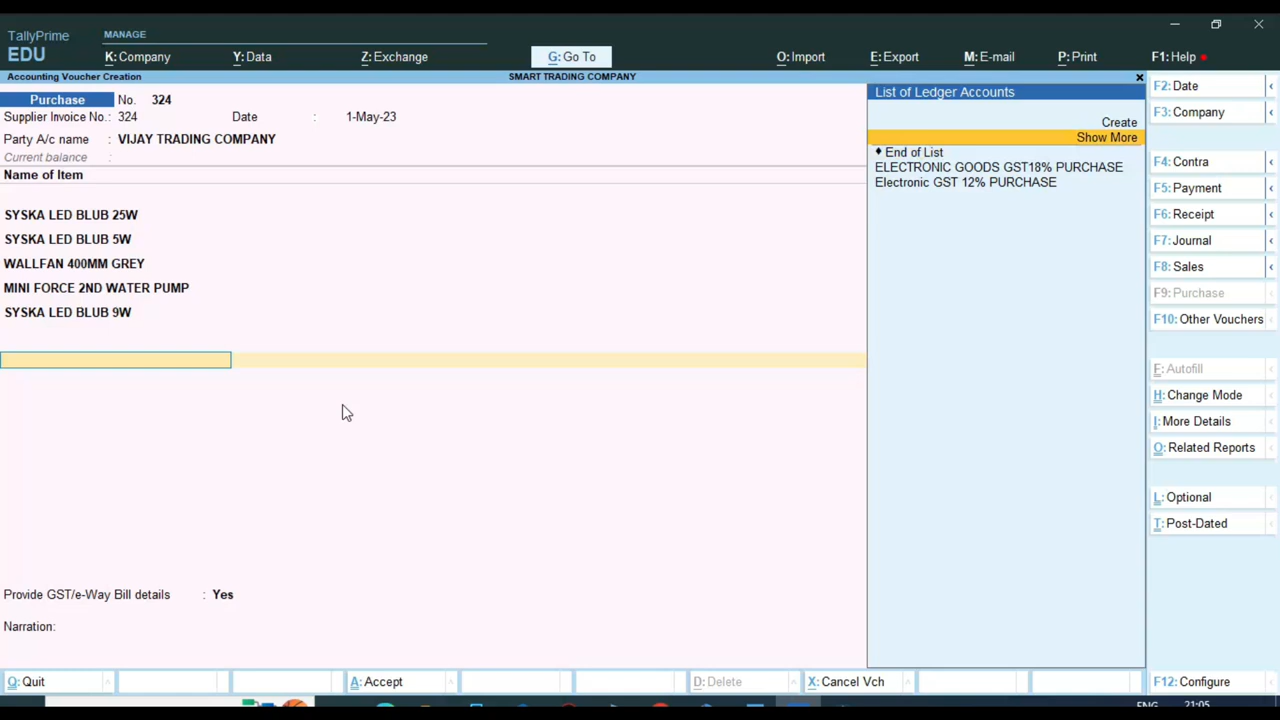 TallyPrime
EDU
MANAGE
K: Company
Y: Data
Z: Exchange
G: Go To
O: Import
E: Export
M: E-mail
P: Print
F1: Help
Accounting Voucher Creation
SMART TRADING COMPANY
Purchase No. 324
Supplier Invoice No.: 324 Date : 1-May-23
Party A/c name : VIJAY TRADING COMPANY
Current balance :
Name of Item
SYSKA LED BLUB 25W
SYSKA LED BLUB 5W
WALLFAN 400MM GREY
MINI FORCE 2ND WATER PUMP
SYSKA LED BLUB 9W
Provide GST/e-Way Bill details : Yes
Narration:
List of Ledger Accounts
Create
Show More
♦ End of List
ELECTRONIC GOODS GST18% PURCHASE
Electronic GST 12% PURCHASE
F2: Date
F3: Company
F4: Contra
F5: Payment
F6: Receipt
F7: Journal
F8: Sales
F9: Purchase
F10: Other Vouchers
F: Autofill
H: Change Mode
I: More Details
O: Related Reports
L: Optional
T: Post-Dated
Q: Quit
A: Accept
D: Delete
X: Cancel Vch
F12: Configure
ENG 21:05